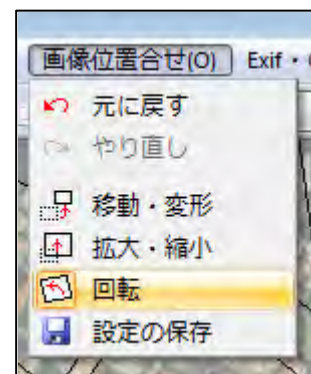 画像位置合せ(O) Exif・
元に戻す
やり直し
移動・変形
拡大・縮小
回転
設定の保存